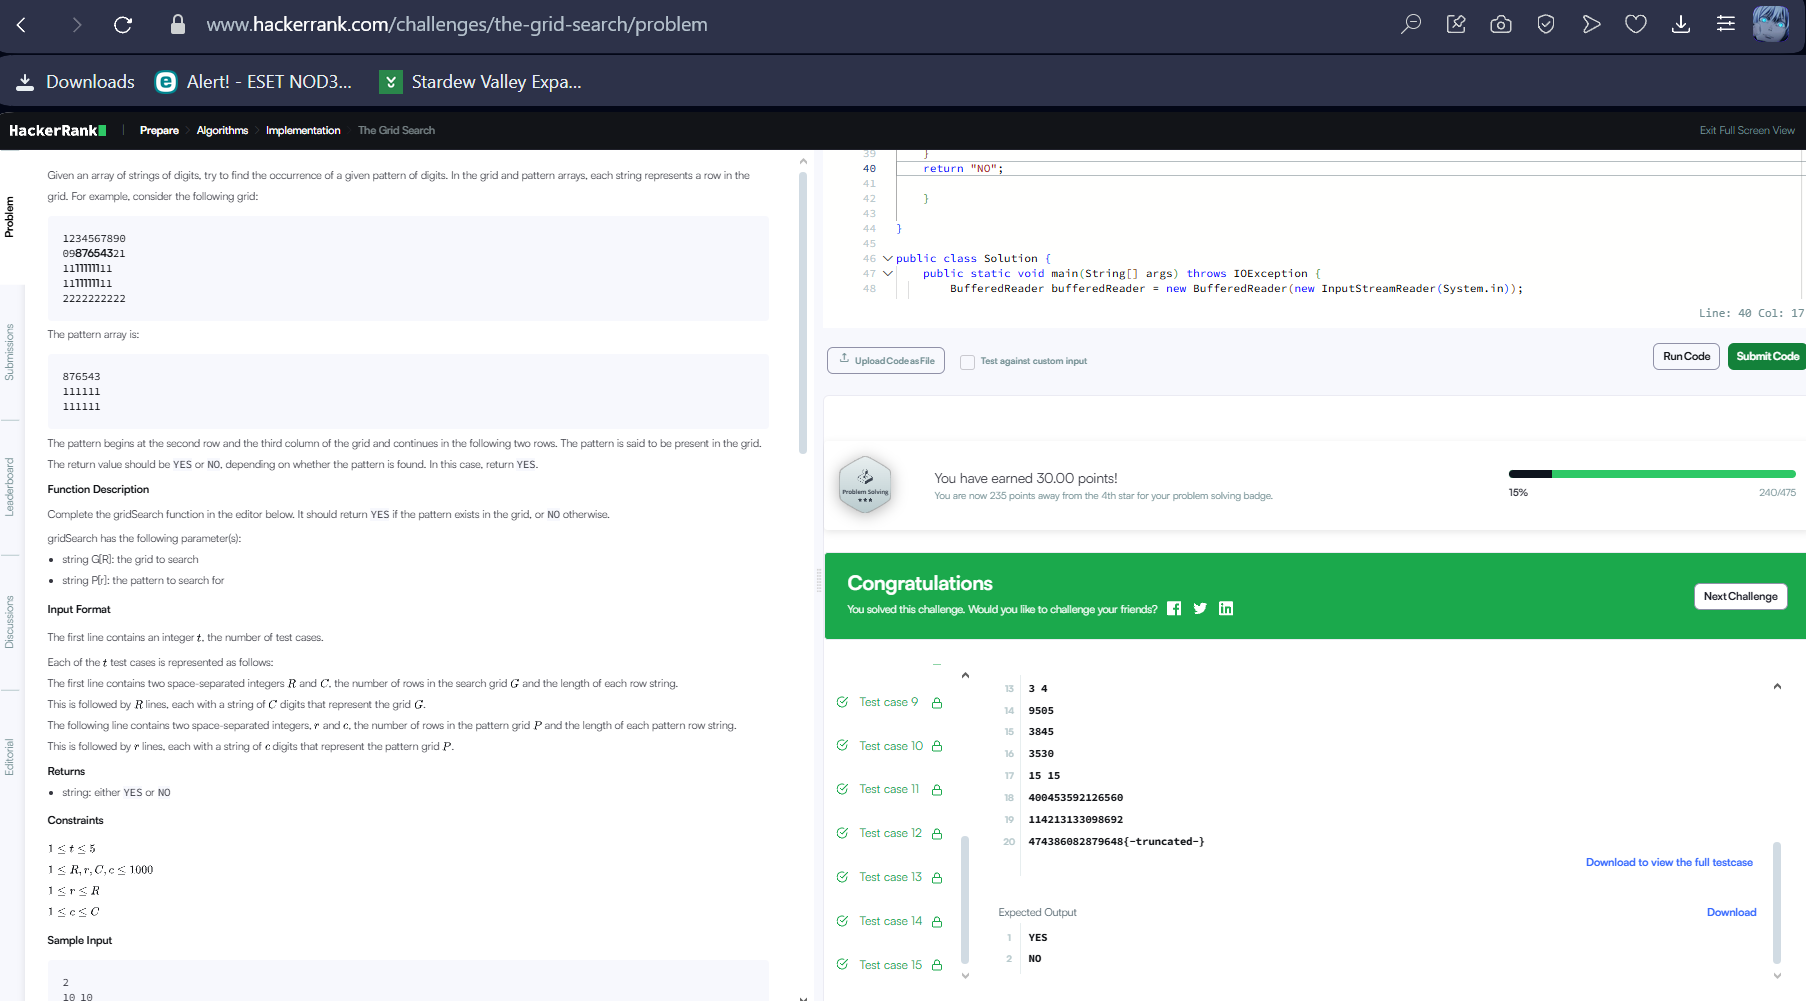 www.hackerrank.com/challenges/the-grid-search/problem
Downloads
Alert! - ESET NOD3...
Stardew Valley Expa...
HackerRank
Prepare
Algorithms
Implementation
The Grid Search
Exit Full Screen View
Problem
Submissions
Leaderboard
Discussions
Editorial
Given an array of strings of digits, try to find the occurrence of a given pattern of digits. In the grid and pattern arrays, each string represents a row in the
grid. For example, consider the following grid:
1234567890
0987654321
1111111111
1111111111
2222222222
The pattern array is:
876543
111111
111111
The pattern begins at the second row and the third column of the grid and continues in the following two rows. The pattern is said to be present in the grid.
The return value should be YES or NO, depending on whether the pattern is found. In this case, return YES.
Function Description
Complete the gridSearch function in the editor below. It should return YES if the pattern exists in the grid, or NO otherwise.
gridSearch has the following parameter(s):
• string G[R]: the grid to search
• string P[r]: the pattern to search for
Input Format
The first line contains an integer t, the number of test cases.
Each of the t test cases is represented as follows:
The first line contains two space-separated integers R and C, the number of rows in the search grid G and the length of each row string.
This is followed by R lines, each with a string of C digits that represent the grid G.
The following line contains two space-separated integers, r and c, the number of rows in the pattern grid P and the length of each pattern row string.
This is followed by r lines, each with a string of c digits that represent the pattern grid P.
Returns
• string: either YES or NO
Constraints
1 ≤ t ≤ 5
1 ≤ R, r, C, c ≤ 1000
1 ≤ r ≤ R
1 ≤ c ≤ C
Sample Input
2
10 10
39 }
40 return "NO";
41
42 }
43
44 }
45
46 public class Solution {
47 public static void main(String[] args) throws IOException {
48 BufferedReader bufferedReader = new BufferedReader(new InputStreamReader(System.in));
Line: 40 Col: 17
Upload Code as File
Test against custom input
Run Code
Submit Code
Problem Solving
You have earned 30.00 points!
You are now 235 points away from the 4th star for your problem solving badge.
15%
240/475
Congratulations
You solved this challenge. Would you like to challenge your friends?
Next Challenge
Test case 9
Test case 10
Test case 11
Test case 12
Test case 13
Test case 14
Test case 15
13 3 4
14 9505
15 3845
16 3530
17 15 15
18 400453592126560
19 114213133098692
20 474386082879648{-truncated-}
Download to view the full testcase
Expected Output
Download
1 YES
2 NO